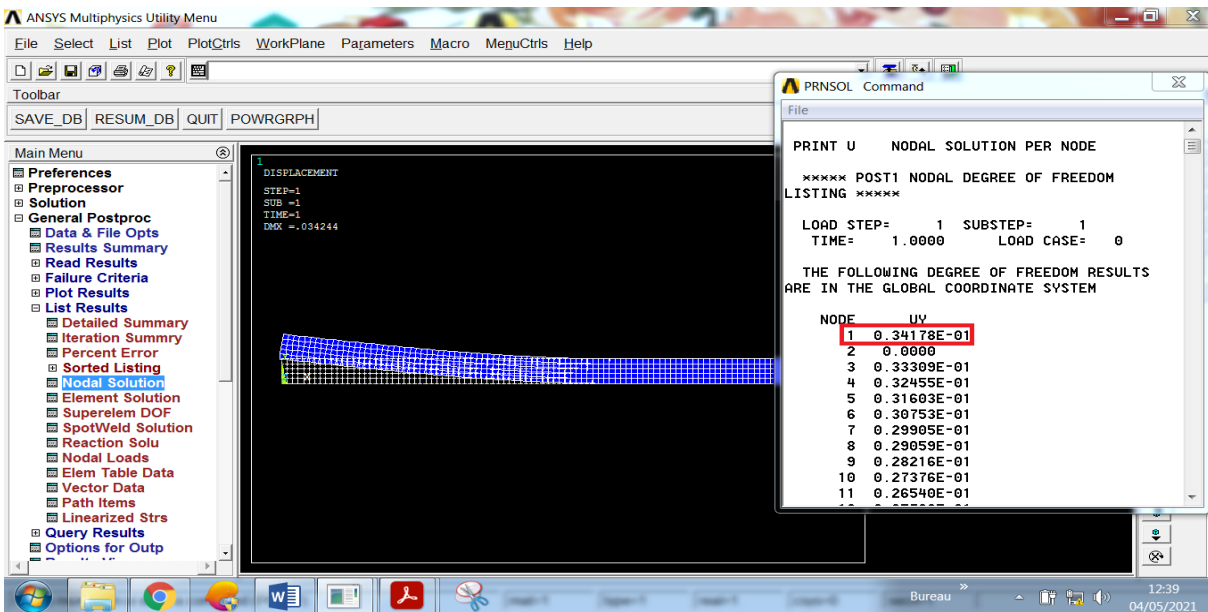 ANSYS Multiphysics Utility Menu
File Select List Plot PlotCtrls WorkPlane Parameters Macro MenuCtrls Help
Toolbar
SAVE_DB RESUM_DB QUIT POWRGRPH
Main Menu
Preferences
Preprocessor
Solution
General Postproc
Data & File Opts
Results Summary
Read Results
Failure Criteria
Plot Results
List Results
Detailed Summary
Iteration Summry
Percent Error
Sorted Listing
Nodal Solution
Element Solution
Superelem DOF
SpotWeld Solution
Reaction Solu
Nodal Loads
Elem Table Data
Vector Data
Path Items
Linearized Strs
Query Results
Options for Outp
1
DISPLACEMENT
STEP=1
SUB =1
TIME=1
DMX =.034244
X
PRNSOL Command
File
PRINT U NODAL SOLUTION PER NODE
***** POST1 NODAL DEGREE OF FREEDOM
LISTING *****
LOAD STEP= 1 SUBSTEP= 1
TIME= 1.0000 LOAD CASE= 0
THE FOLLOWING DEGREE OF FREEDOM RESULTS
ARE IN THE GLOBAL COORDINATE SYSTEM
NODE UY
1 0.34178E-01
2 0.0000
3 0.33309E-01
4 0.32455E-01
5 0.31603E-01
6 0.30753E-01
7 0.29905E-01
8 0.29059E-01
9 0.28216E-01
10 0.27376E-01
11 0.26540E-01
Bureau
12:39
04/05/2021